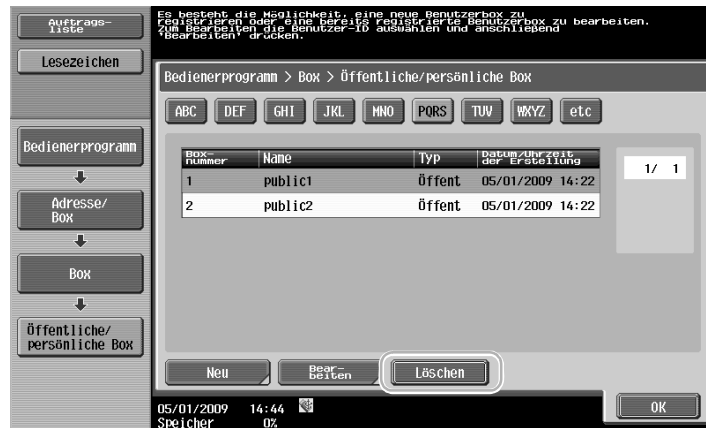 Auftrags-
liste
Lesezeichen
Es besteht die Möglichkeit, eine neue Benutzerbox zu
registrieren oder eine bereits registrierte Benutzerbox zu bearbeiten.
Zum Bearbeiten die Benutzer-ID auswählen und anschließend
'Bearbeiten' drücken.
Bedienerprogramm > Box > Öffentliche/persönliche Box
ABC DEF GHI JKL MNO PQRS TUV WXYZ etc
Bedienerprogramm
Adresse/
Box
Box
Öffentliche/
persönliche Box
Box-
nummer Name Typ Datum/Uhrzeit
der Erstellung
1 public1 Öffent 05/01/2009 14:22
2 public2 Öffent 05/01/2009 14:22
1/ 1
Neu Bear-
beiten Löschen
05/01/2009 14:44
Speicher 0%
OK